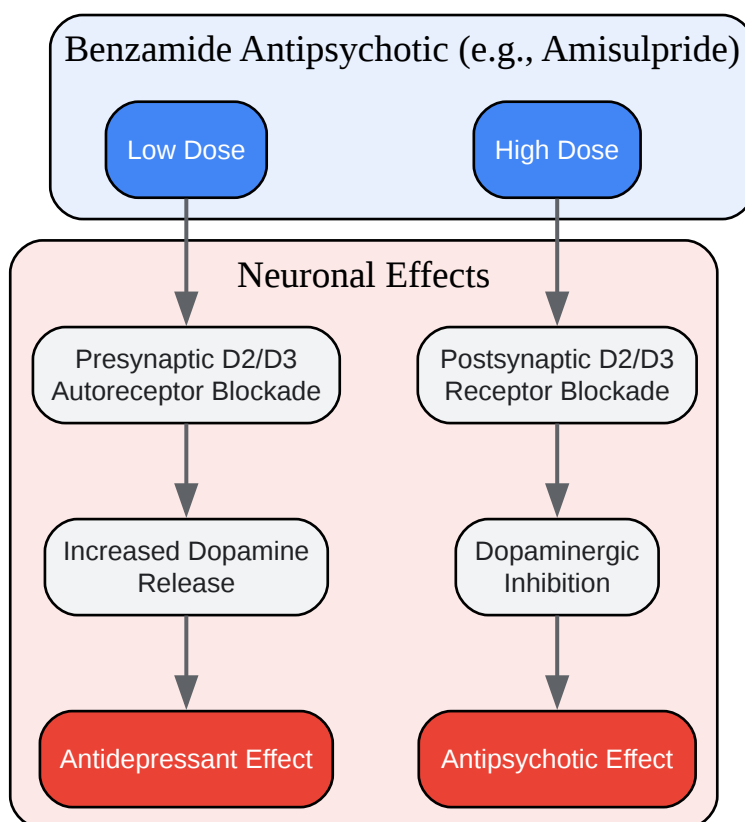 Benzamide Antipsychotic (e.g., Amisulpride)
Low Dose
High Dose
Neuronal Effects
Presynaptic D2/D3
Autoreceptor Blockade
Postsynaptic D2/D3
Receptor Blockade
Increased Dopamine
Release
Dopaminergic
Inhibition
Antidepressant Effect
Antipsychotic Effect